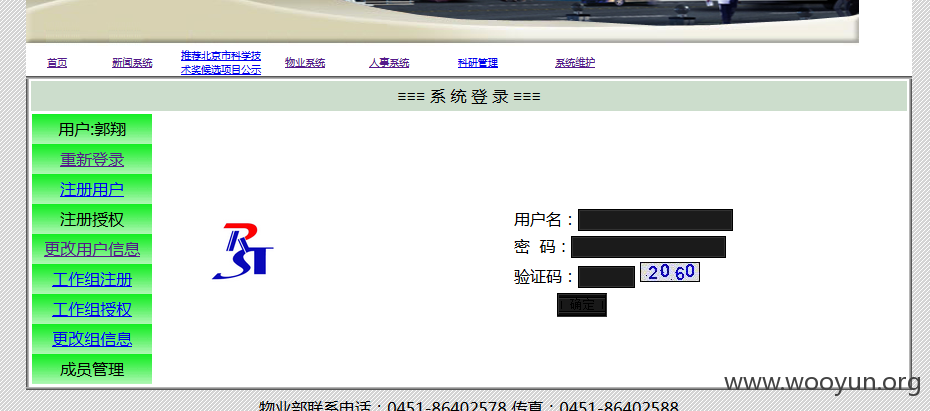 首页 新闻系统 推荐北京市科学技术奖候选项目公示 物业系统 人事系统 科研管理 系统维护
≡≡≡ 系 统 登 录 ≡≡≡
用户:郭翔
重新登录
注册用户
注册授权
更改用户信息
工作组注册
工作组授权
更改组信息
成员管理
RST
用户名：
密 码：
验证码： 2060
确定
www.wooyun.org
物业部联系电话：0451-86402578 传真：0451-86402588